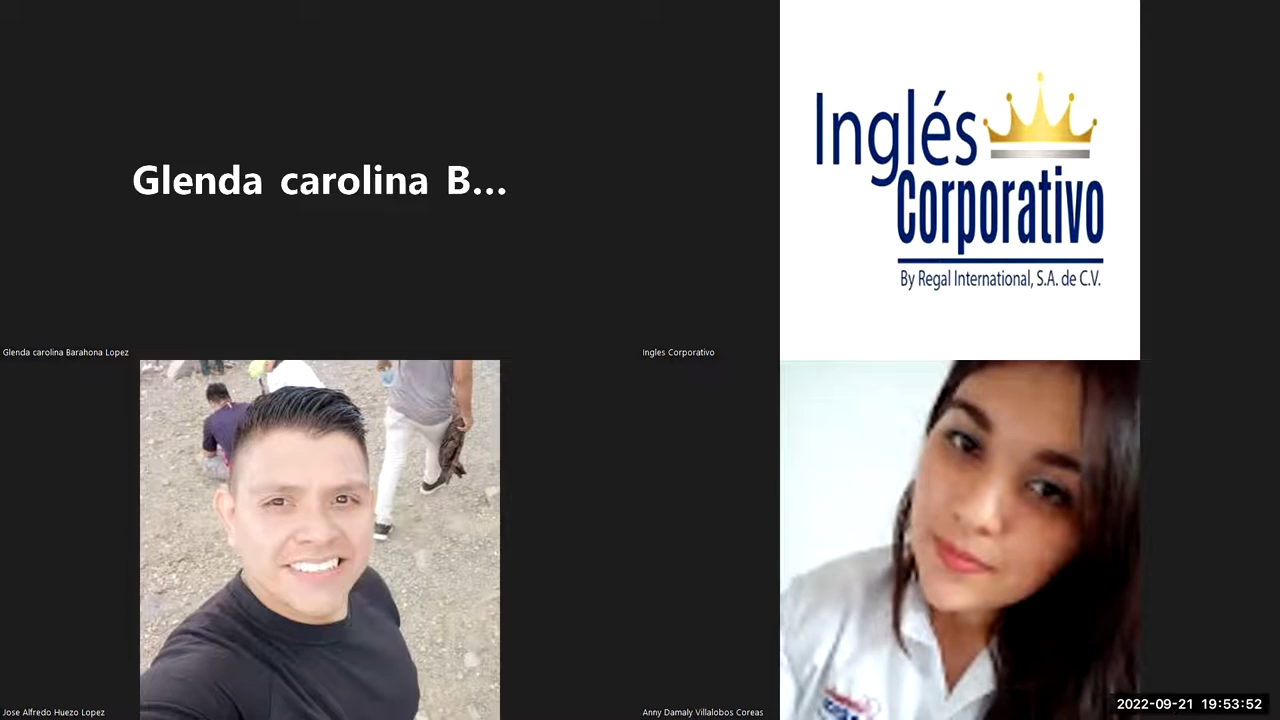 Glenda carolina B...
Inglés
Corporativo
By Regal International, S.A. de C.V.
Glenda carolina Barahona Lopez
Ingles Corporativo
Jose Alfredo Huezo Lopez
Anny Damaly Villalobos Coreas
2022-09-21 19:53:52